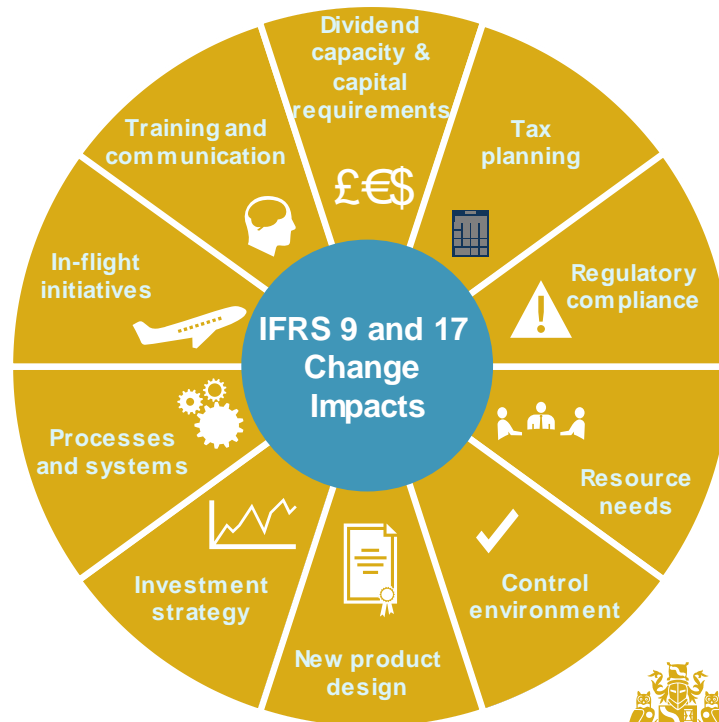 Dividend
capacity &
capital
requirements
£€$
Tax
planning
Regulatory
compliance
Resource
needs
Control
environment
New product
design
Investment
strategy
Processes
and systems
In-flight
initiatives
Training and
communication
IFRS 9 and 17
Change
Impacts